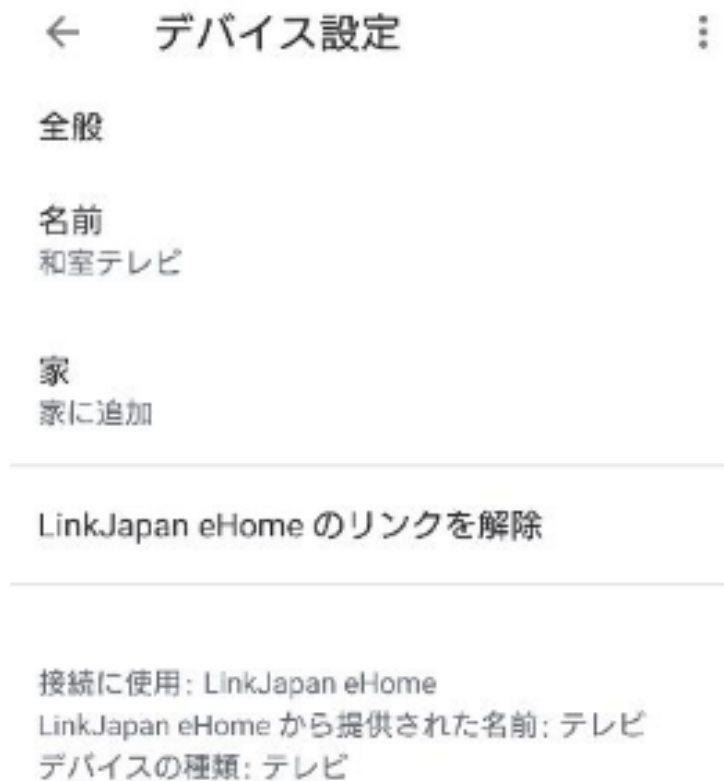 デバイス設定
全般
名前
和室テレビ
家
家に追加
LinkJapan eHome のリンクを解除
接続に使用: LinkJapan eHome
LinkJapan eHome から提供された名前: テレビ
デバイスの種類: テレビ